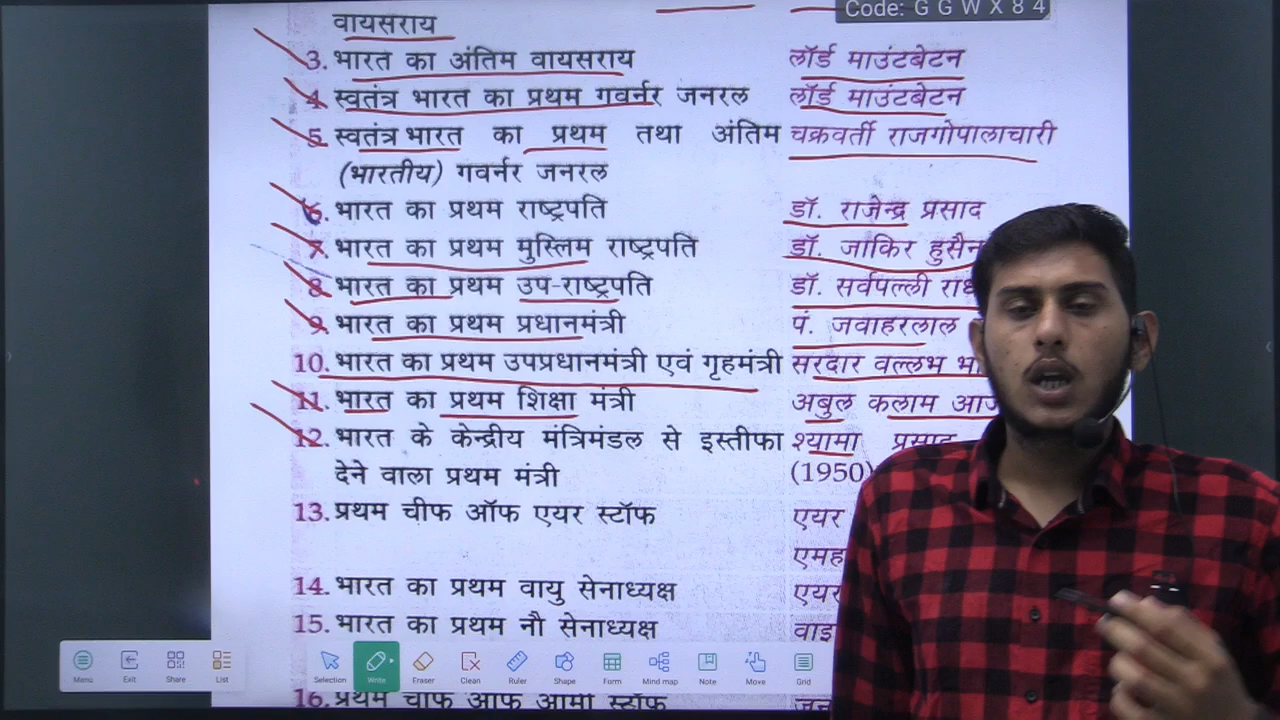 Code: G G W X 8 4
वायसराय
3. भारत का अंतिम वायसराय लॉर्ड माउंटबेटन
4. स्वतंत्र भारत का प्रथम गवर्नर जनरल लॉर्ड माउंटबेटन
5. स्वतंत्र भारत का प्रथम तथा अंतिम चक्रवर्ती राजगोपालाचारी
(भारतीय) गवर्नर जनरल
6. भारत का प्रथम राष्ट्रपति डॉ. राजेन्द्र प्रसाद
7. भारत का प्रथम मुस्लिम राष्ट्रपति डॉ. जाकिर हुसैन
8. भारत का प्रथम उप-राष्ट्रपति डॉ. सर्वपल्ली
9. भारत का प्रथम प्रधानमंत्री पं. जवाहरलाल
10. भारत का प्रथम उपप्रधानमंत्री एवं गृहमंत्री सरदार वल्लभ
11. भारत का प्रथम शिक्षा मंत्री अबुल कलाम
12. भारत के केन्द्रीय मंत्रिमंडल से इस्तीफा श्यामा प्रसाद
देने वाला प्रथम मंत्री (1950)
13. प्रथम चीफ ऑफ एयर स्टॉफ एयर
14. भारत का प्रथम वायु सेनाध्यक्ष एयर
15. भारत का प्रथम नौ सेनाध्यक्ष
Menu Exit Share List Selection Write Eraser Clean Ruler Shape Form Mind map Note Move Grid
16. प्रथम चीफ ऑफ आर्मी स्टॉफ